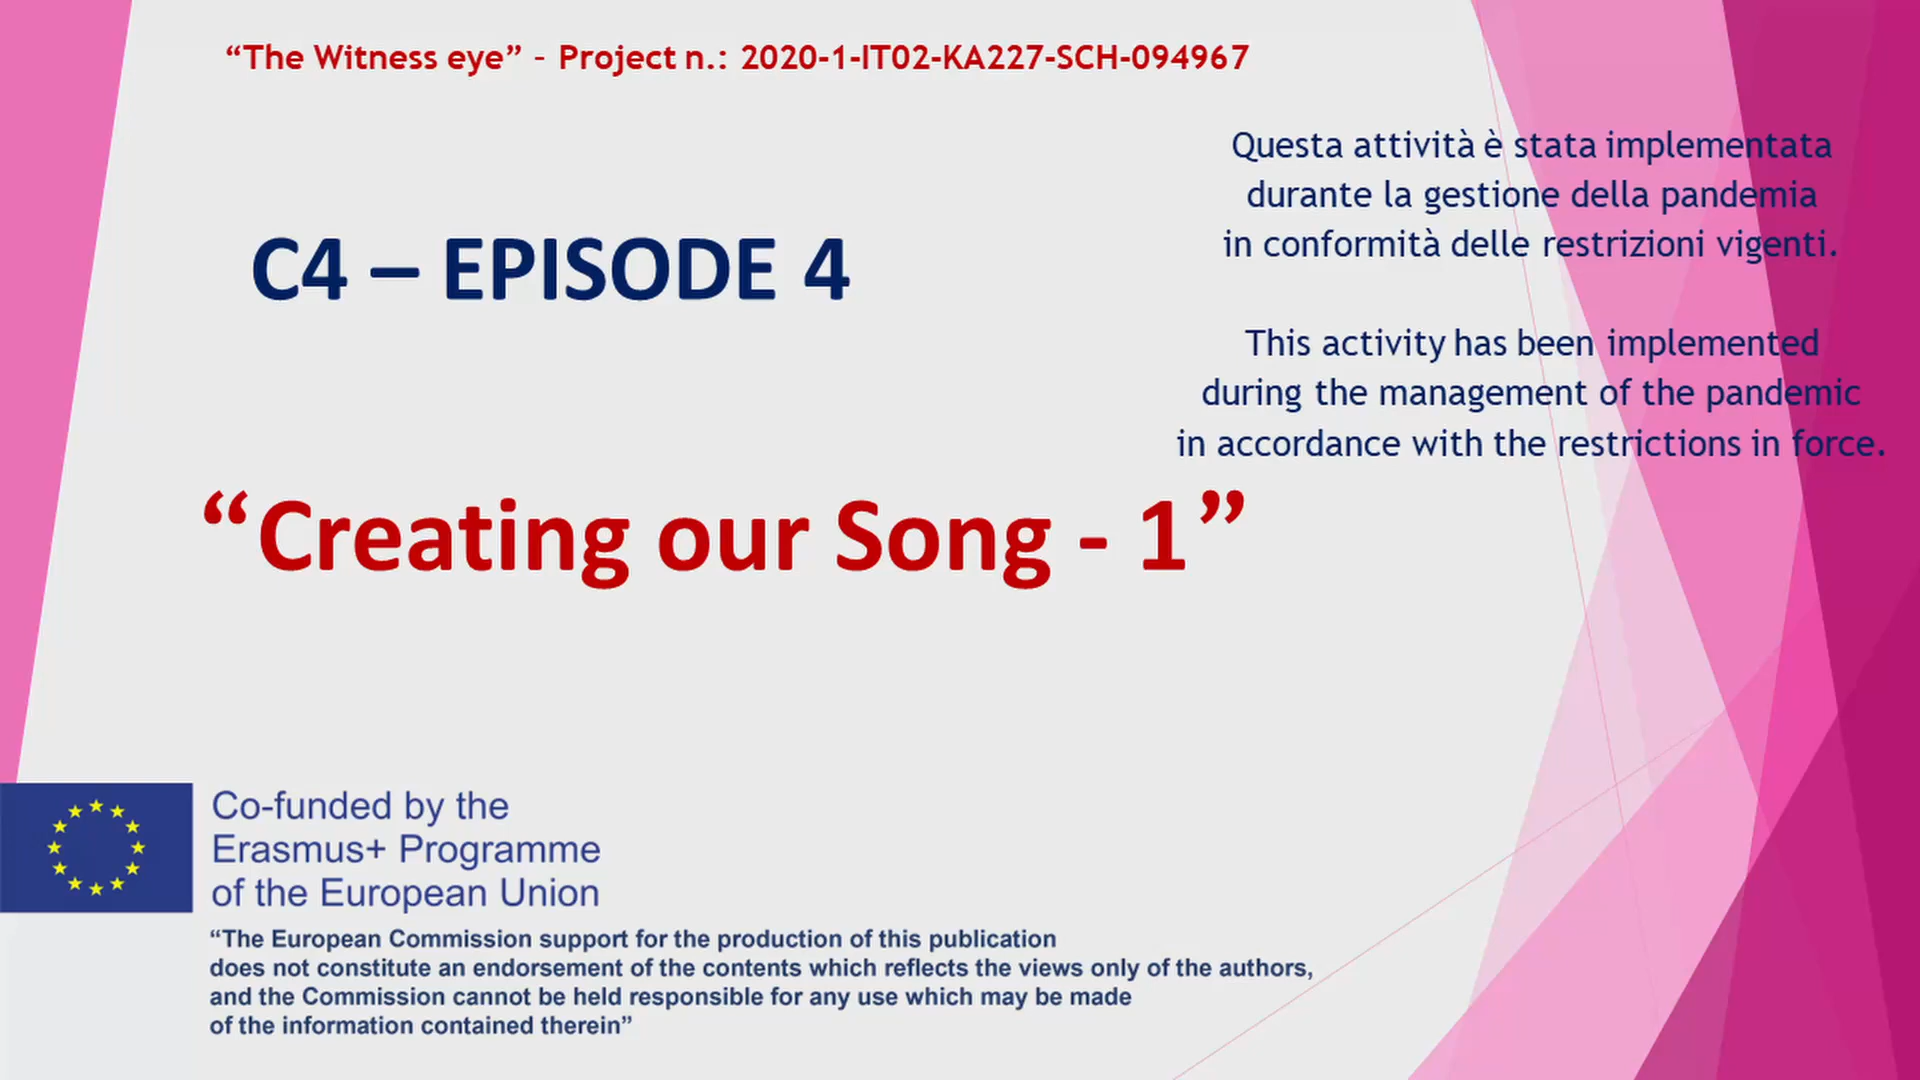 “The Witness eye” – Project n.: 2020-1-IT02-KA227-SCH-094967
Questa attività è stata implementata
durante la gestione della pandemia
in conformità delle restrizioni vigenti.
C4 – EPISODE 4
This activity has been implemented
during the management of the pandemic
in accordance with the restrictions in force.
“Creating our Song - 1”
Co-funded by the
Erasmus+ Programme
of the European Union
“The European Commission support for the production of this publication
does not constitute an endorsement of the contents which reflects the views only of the authors,
and the Commission cannot be held responsible for any use which may be made
of the information contained therein”